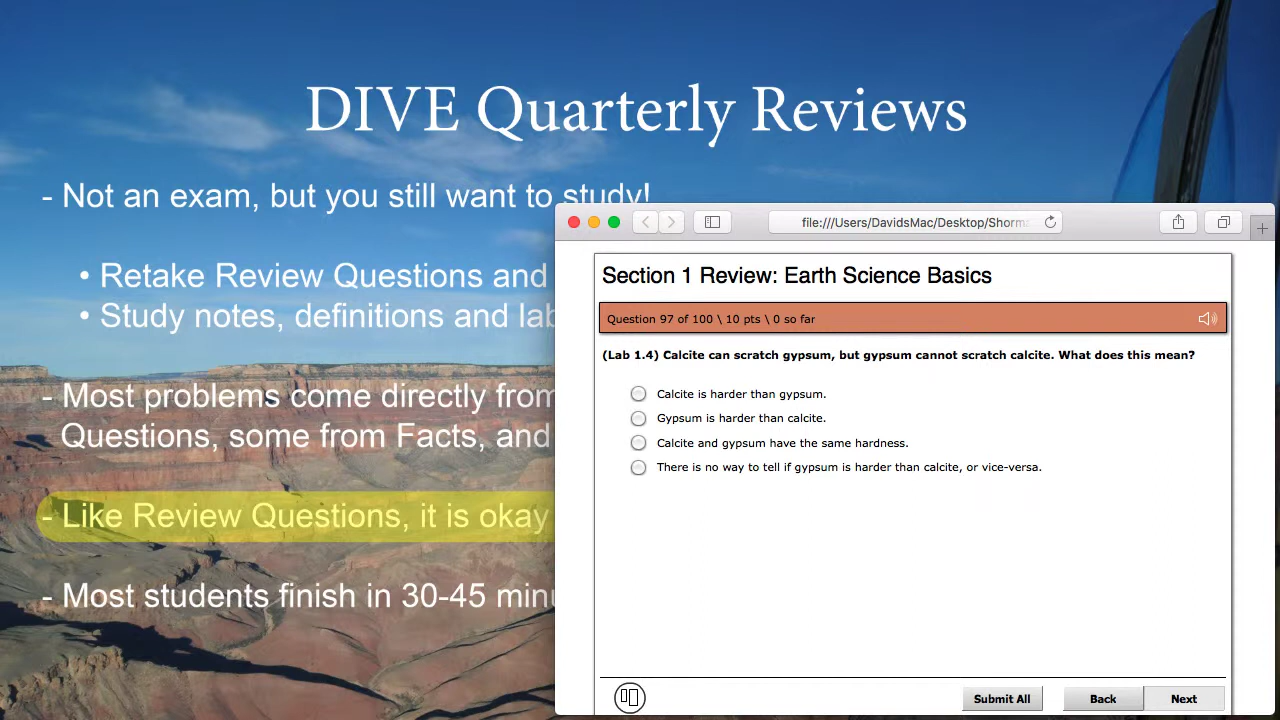 DIVE Quarterly Reviews
- Not an exam, but you still want to study!
• Retake Review Questions and
• Study notes, definitions and lab
- Most problems come directly from
Questions, some from Facts, and
- Like Review Questions, it is okay
- Most students finish in 30-45 minu
file:///Users/DavidsMac/Desktop/Shorm
Section 1 Review: Earth Science Basics
Question 97 of 100 \ 10 pts \ 0 so far
(Lab 1.4) Calcite can scratch gypsum, but gypsum cannot scratch calcite. What does this mean?
Calcite is harder than gypsum.
Gypsum is harder than calcite.
Calcite and gypsum have the same hardness.
There is no way to tell if gypsum is harder than calcite, or vice-versa.
Submit All
Back
Next